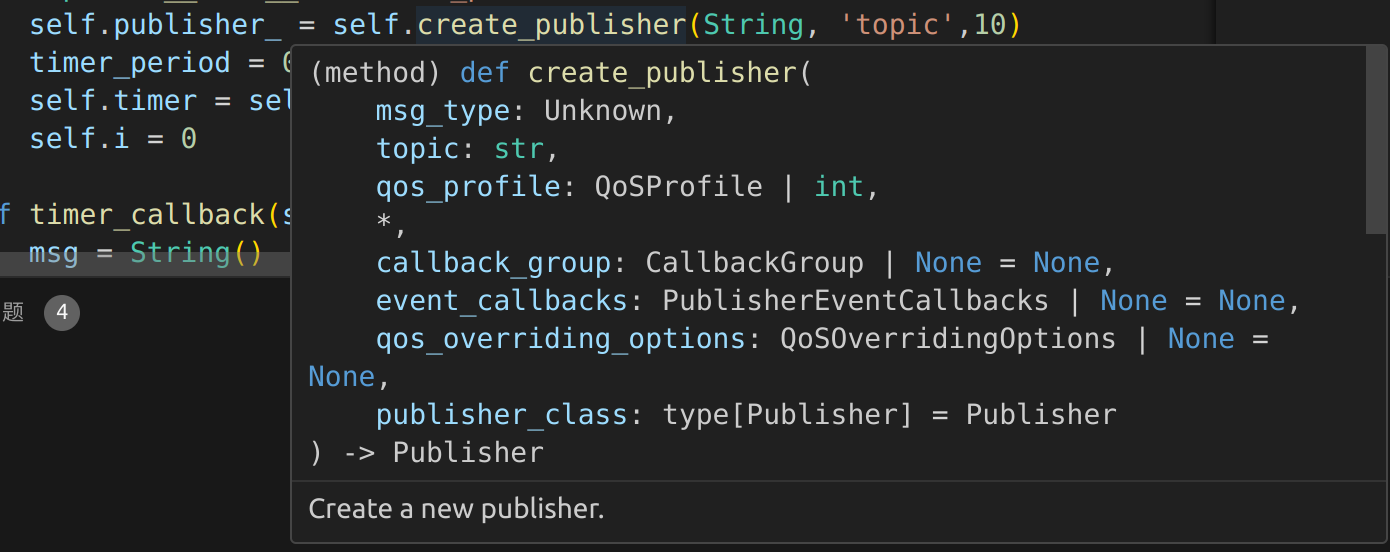 self.publisher_ = self.create_publisher(String, 'topic',10)
timer_period = 0
self.timer = sel
self.i = 0
f timer_callback(s
msg = String()
题 4
(method) def create_publisher(
msg_type: Unknown,
topic: str,
qos_profile: QoSProfile | int,
*,
callback_group: CallbackGroup | None = None,
event_callbacks: PublisherEventCallbacks | None = None,
qos_overriding_options: QoSOverridingOptions | None =
None,
publisher_class: type[Publisher] = Publisher
) -> Publisher
Create a new publisher.